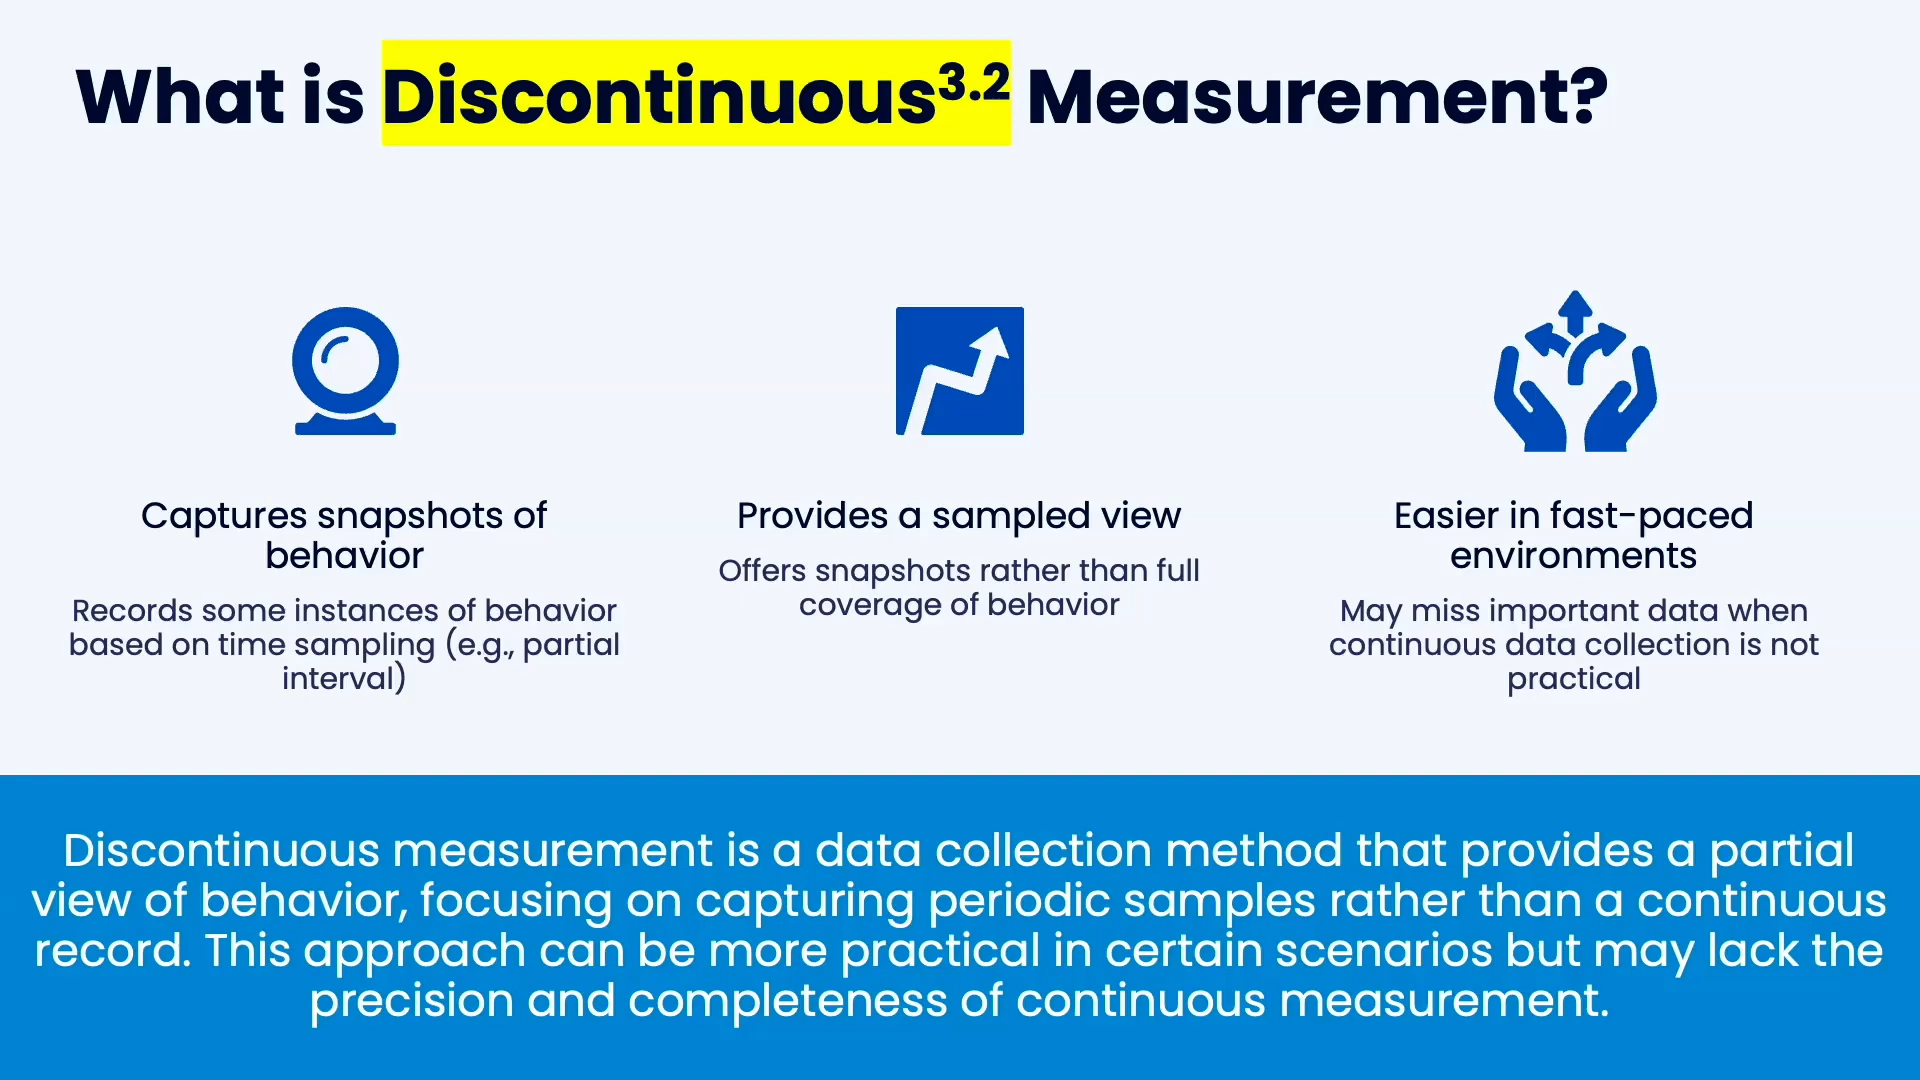 What is Discontinuous3.2 Measurement?
Captures snapshots of
behavior
Records some instances of behavior
based on time sampling (e.g., partial
interval)
Provides a sampled view
Offers snapshots rather than full
coverage of behavior
Easier in fast-paced
environments
May miss important data when
continuous data collection is not
practical
Discontinuous measurement is a data collection method that provides a partial
view of behavior, focusing on capturing periodic samples rather than a continuous
record. This approach can be more practical in certain scenarios but may lack the
precision and completeness of continuous measurement.